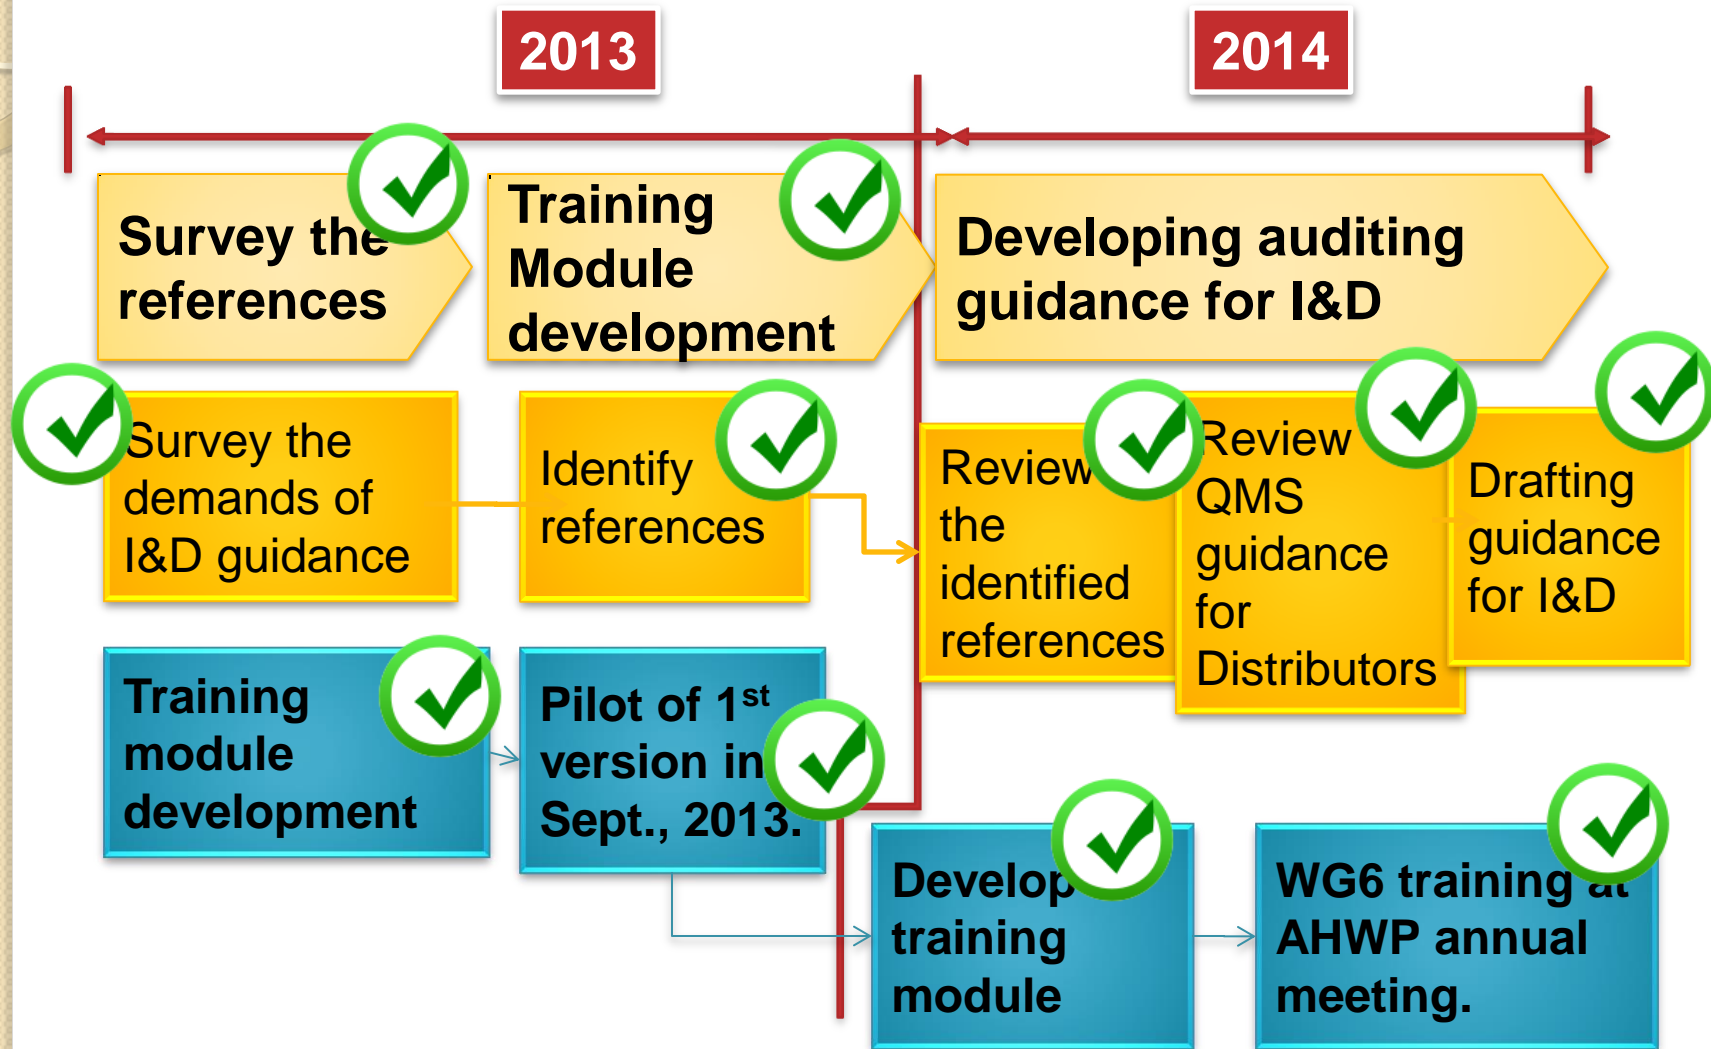 2013
2014
Survey the
references
Training
Module
development
Developing auditing
guidance for I&D
Survey the
demands of
I&D guidance
Identify
references
Review
the
identified
references
Review
QMS
guidance
for
Distributors
Drafting
guidance
for I&D
Training
module
development
Pilot of 1st
version in
Sept., 2013.
Develop
training
module
WG6 training at
AHWP annual
meeting.